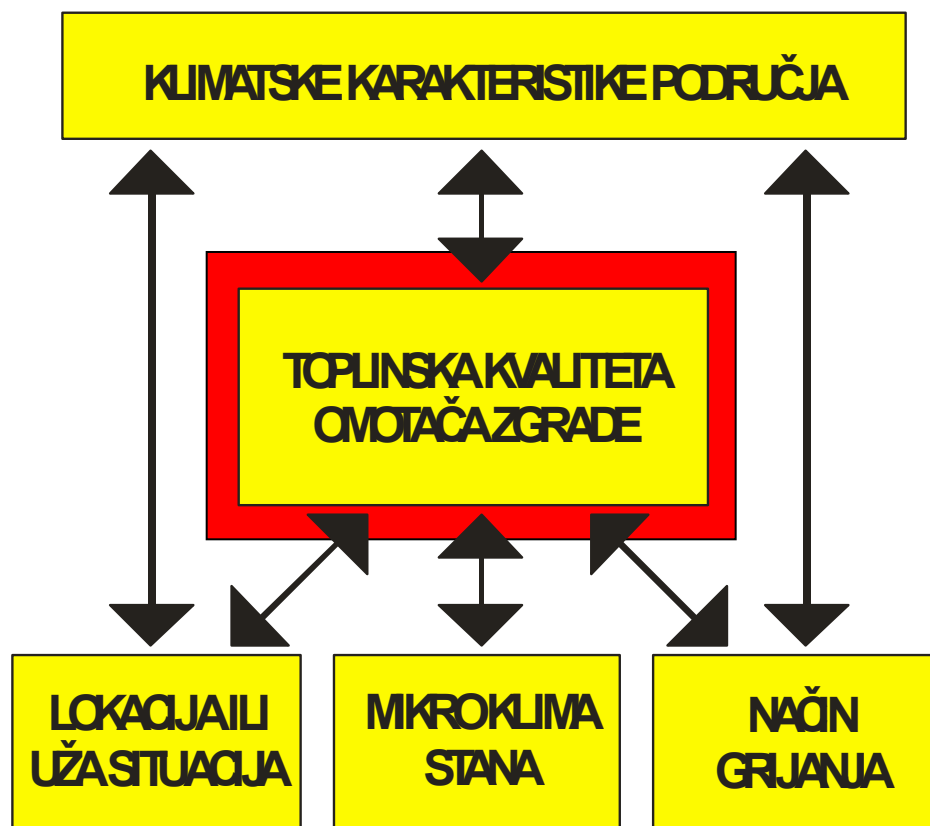 KLIMATSKE KARAKTERISTIKE PODRUČJA
TOPLINSKA KVALITETA
OMOTAČA ZGRADE
LOKACIJA ILI
UŽA SITUACIJA
MIKROKLIMA
STANA
NAČIN
GRIJANJA